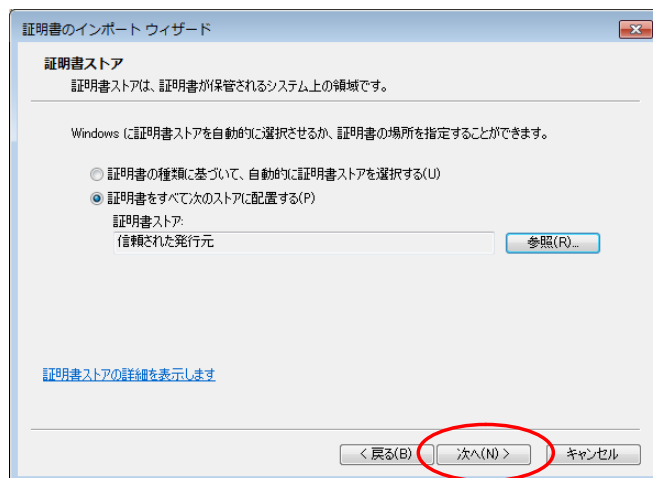 証明書のインポート ウィザード
証明書ストア
証明書ストアは、証明書が保管されるシステム上の領域です。
Windows に証明書ストアを自動的に選択させるか、証明書の場所を指定することができます。
証明書の種類に基づいて、自動的に証明書ストアを選択する(U)
証明書をすべて次のストアに配置する(P)
証明書ストア:
信頼された発行元
参照(R)...
証明書ストアの詳細を表示します
< 戻る(B)
次へ(N) >
キャンセル